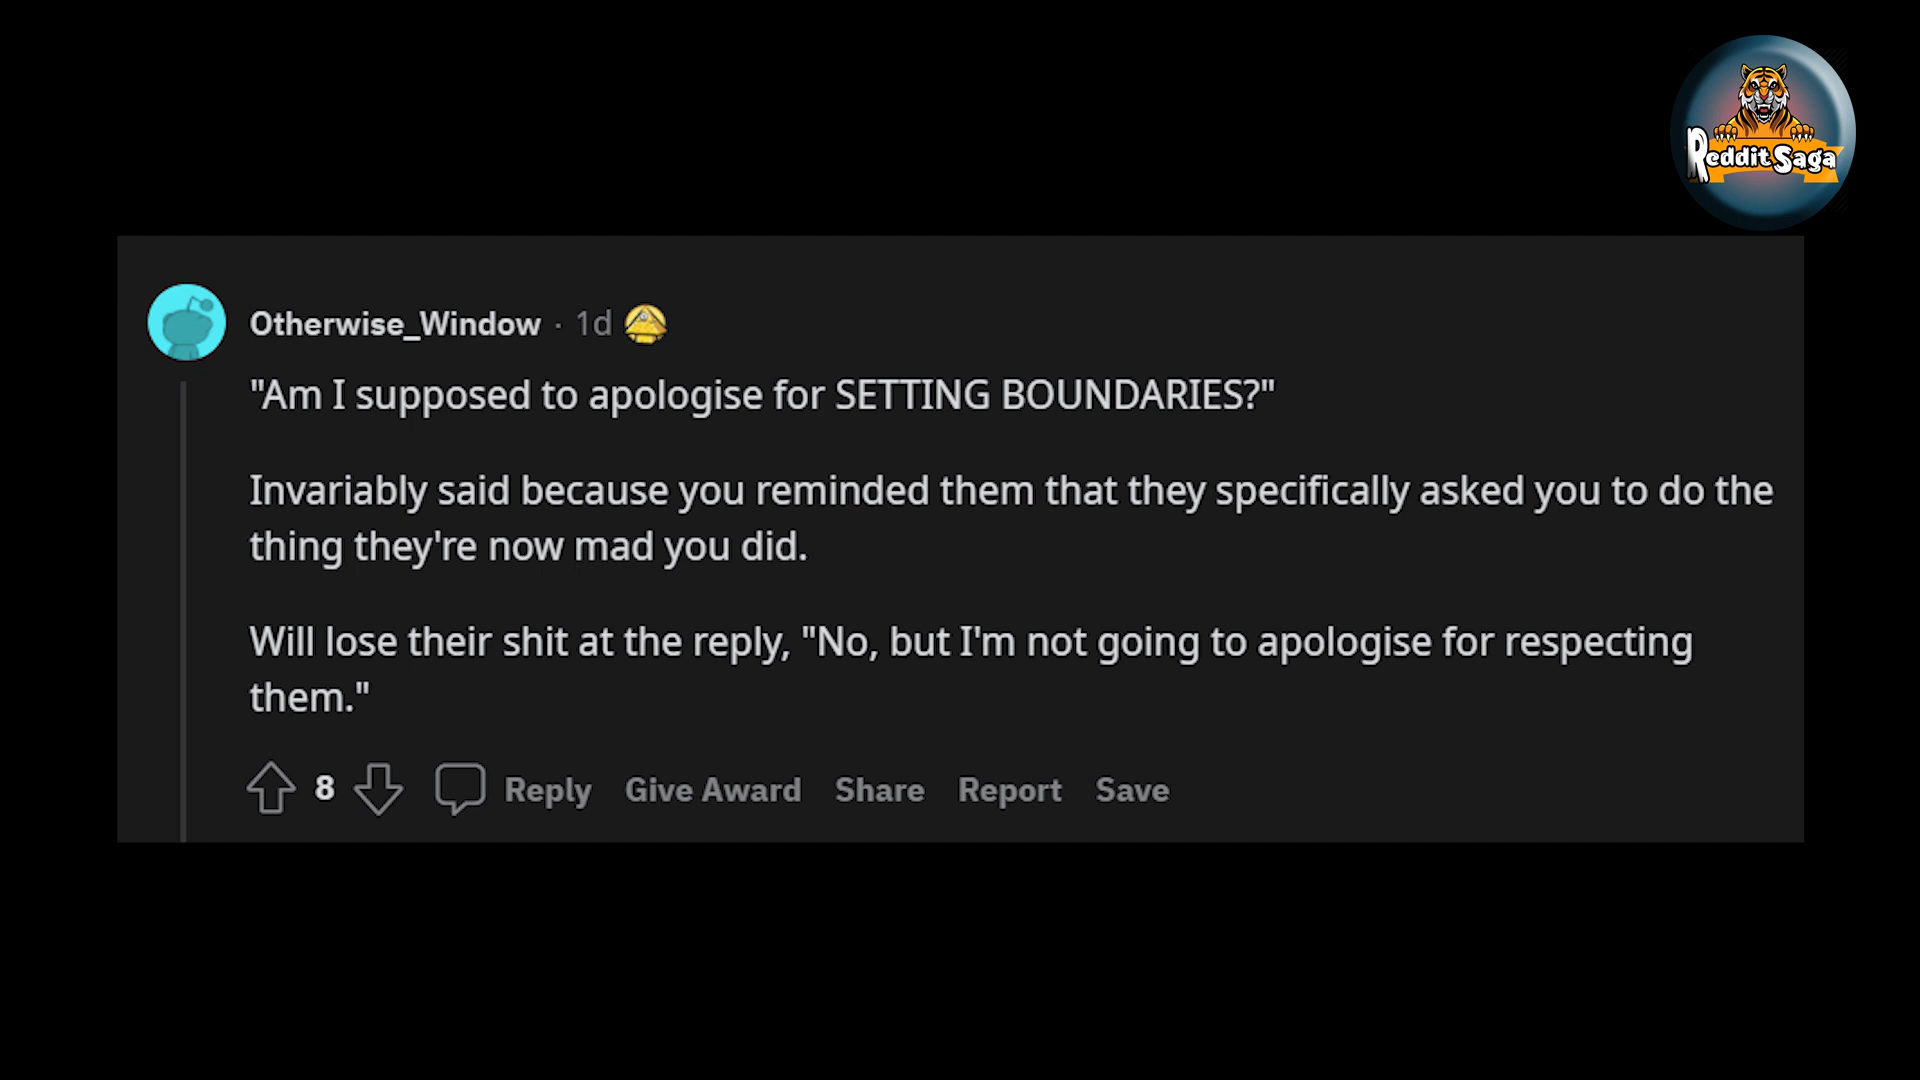 Reddit Saga
Otherwise_Window · 1d
"Am I supposed to apologise for SETTING BOUNDARIES?"
Invariably said because you reminded them that they specifically asked you to do the
thing they're now mad you did.
Will lose their shit at the reply, "No, but I'm not going to apologise for respecting
them."
8 Reply Give Award Share Report Save